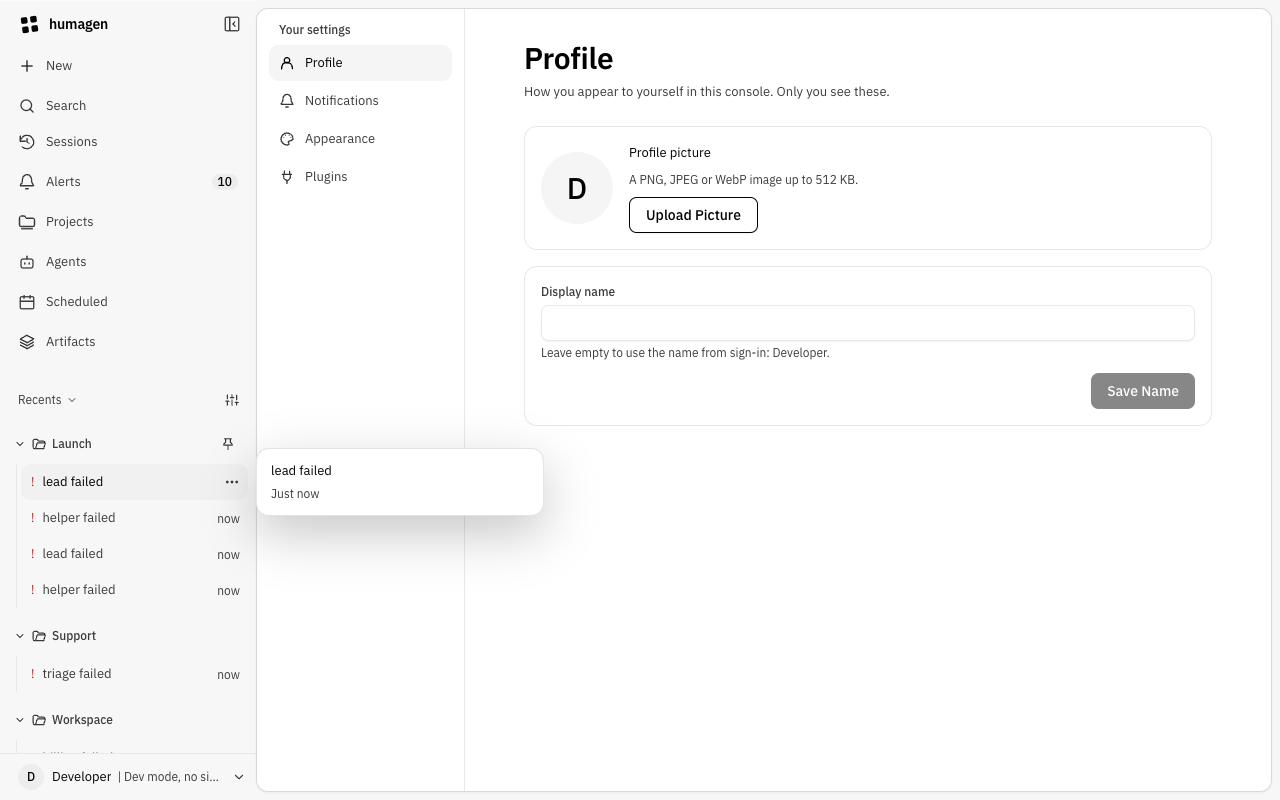 humagen
New
Search
Sessions
Alerts 10
Projects
Agents
Scheduled
Artifacts
Recents
Launch
! lead failed
! helper failed now
! lead failed now
! helper failed now
Support
! triage failed now
Workspace
D Developer | Dev mode, no si...
Your settings
Profile
Notifications
Appearance
Plugins
lead failed
Just now
Profile
How you appear to yourself in this console. Only you see these.
D
Profile picture
A PNG, JPEG or WebP image up to 512 KB.
Upload Picture
Display name
Leave empty to use the name from sign-in: Developer.
Save Name